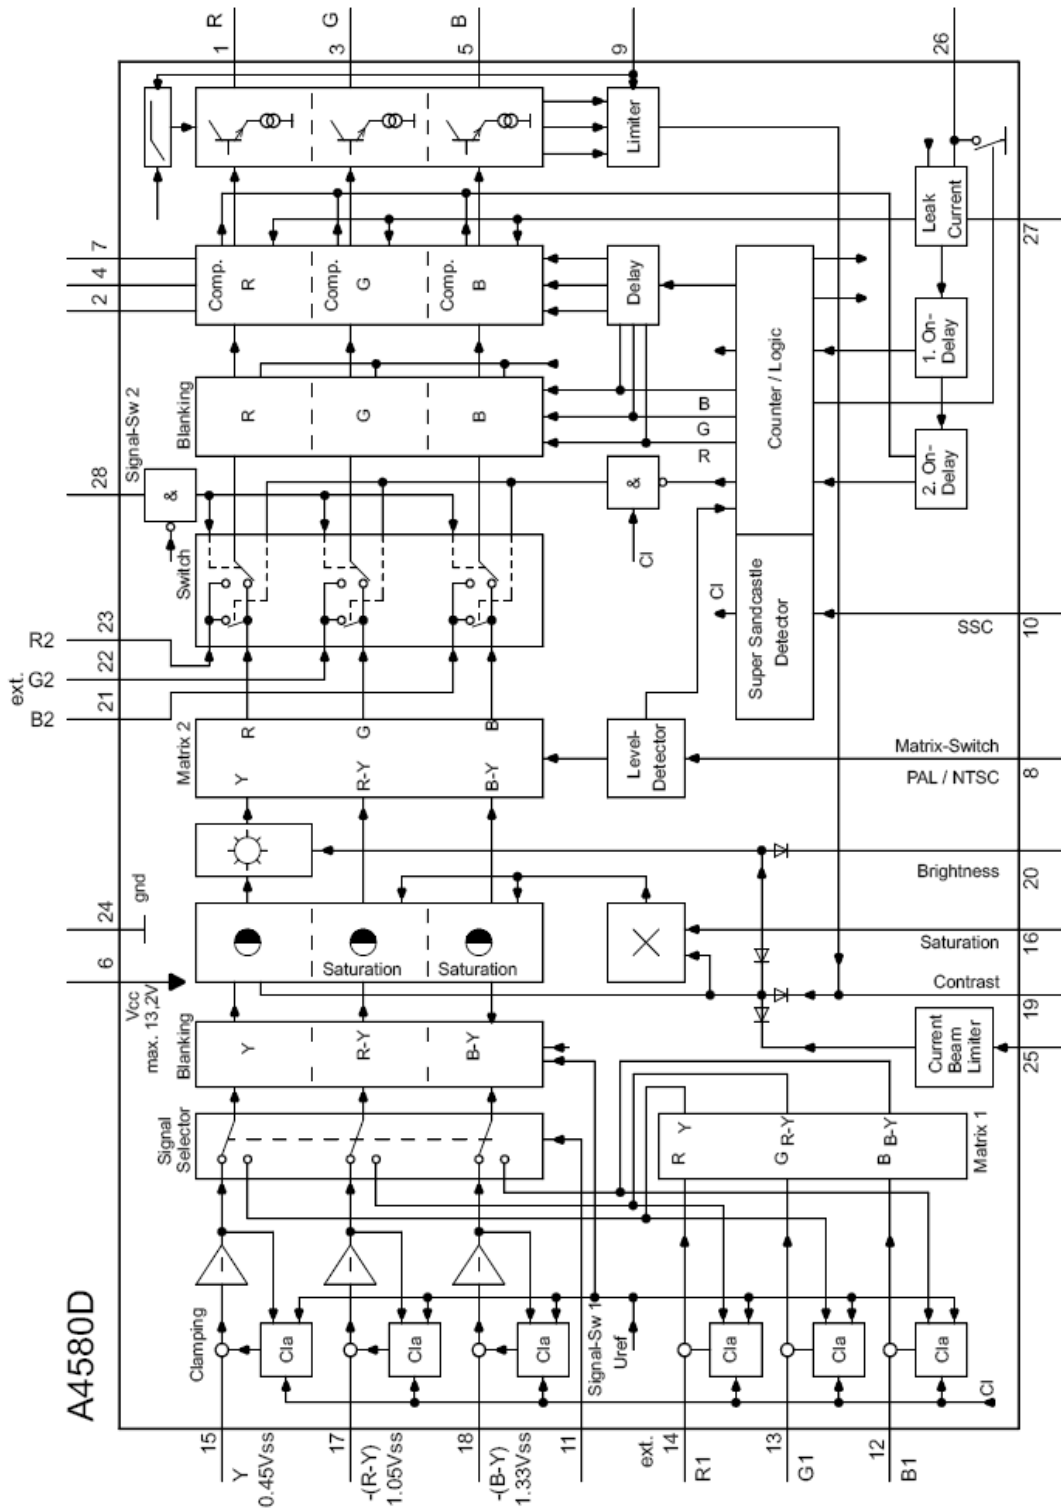 A4580D
R
G
B
1
3
5
9
26
Limiter
Leak
Current
27
7
4
2
Comp.
R
Comp.
G
Comp.
B
Delay
1. On-
Delay
2. On-
Delay
Counter / Logic
Blanking
R
G
B
B
G
R
28
Signal-Sw 2
&
&
Cl
Switch
Super Sandcastle
Detector
Cl
SSC
10
ext.
R2
G2
B2
23
22
21
Matrix 2
Y
R-Y
B-Y
R
G
B
Level-
Detector
Matrix-Switch
PAL / NTSC
8
Brightness
20
24
gnd
6
Vcc
max. 13,2V
Saturation
Saturation
Saturation
16
Contrast
19
Current
Beam
Limiter
25
Blanking
Y
R-Y
B-Y
Signal
Selector
R
G
B
Y
R-Y
B-Y
Matrix 1
Clamping
Cla
Cla
Cla
Signal-Sw 1
Uref
Cla
Cla
Cla
Cl
15
Y
0.45Vss
17
-(R-Y)
1.05Vss
18
-(B-Y)
1.33Vss
11
ext.
14
R1
13
G1
12
B1